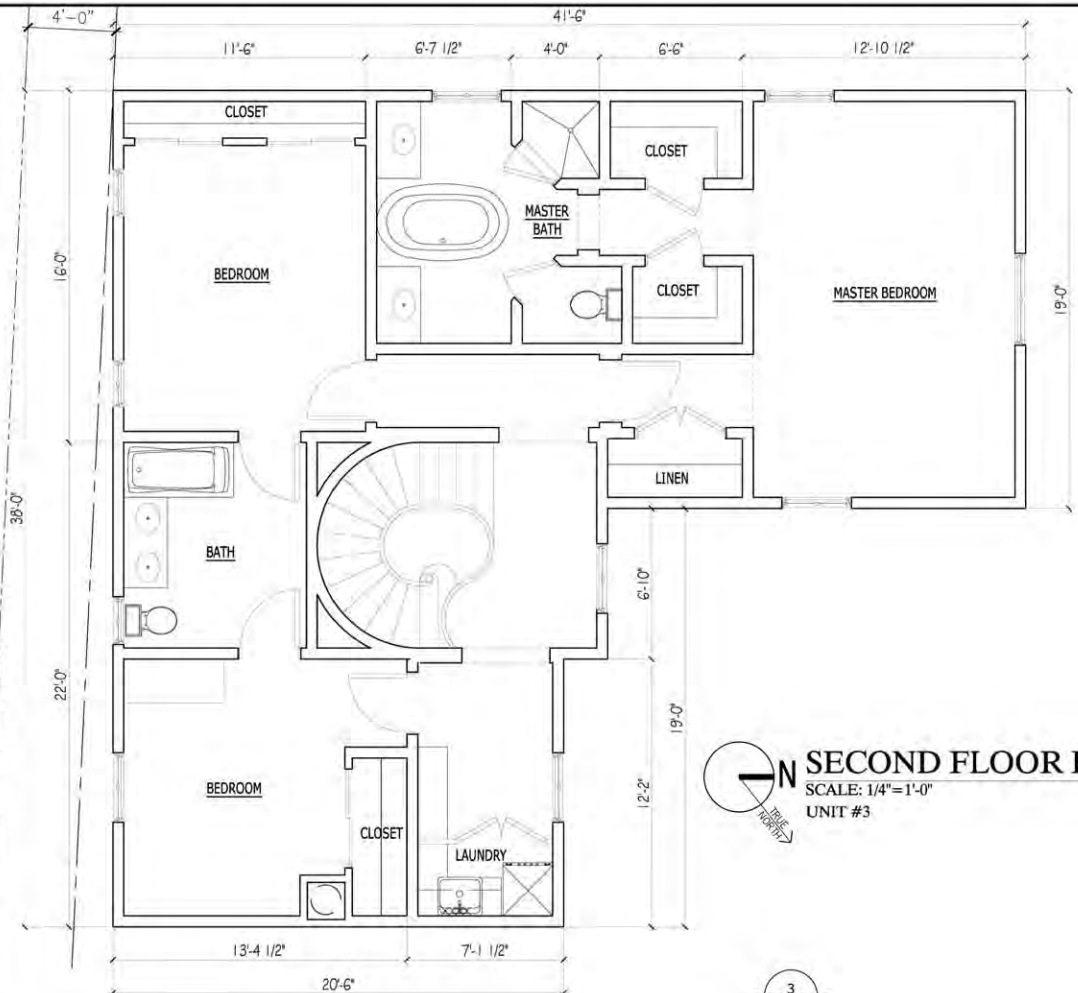 4'-0"
41'-6"
11'-6"
6'-7 1/2"
4'-0"
6'-6"
12'-10 1/2"
CLOSET
CLOSET
MASTER
BATH
BEDROOM
16'-0"
CLOSET
MASTER BEDROOM
19'-0"
LINEN
38'-0"
BATH
6'-10"
22'-0"
19'-0"
12'-2"
BEDROOM
CLOSET
LAUNDRY
N
TRUE
NORTH
SECOND FLOOR
SCALE: 1/4"=1'-0"
UNIT #3
13'-4 1/2"
7'-1 1/2"
20'-6"
3